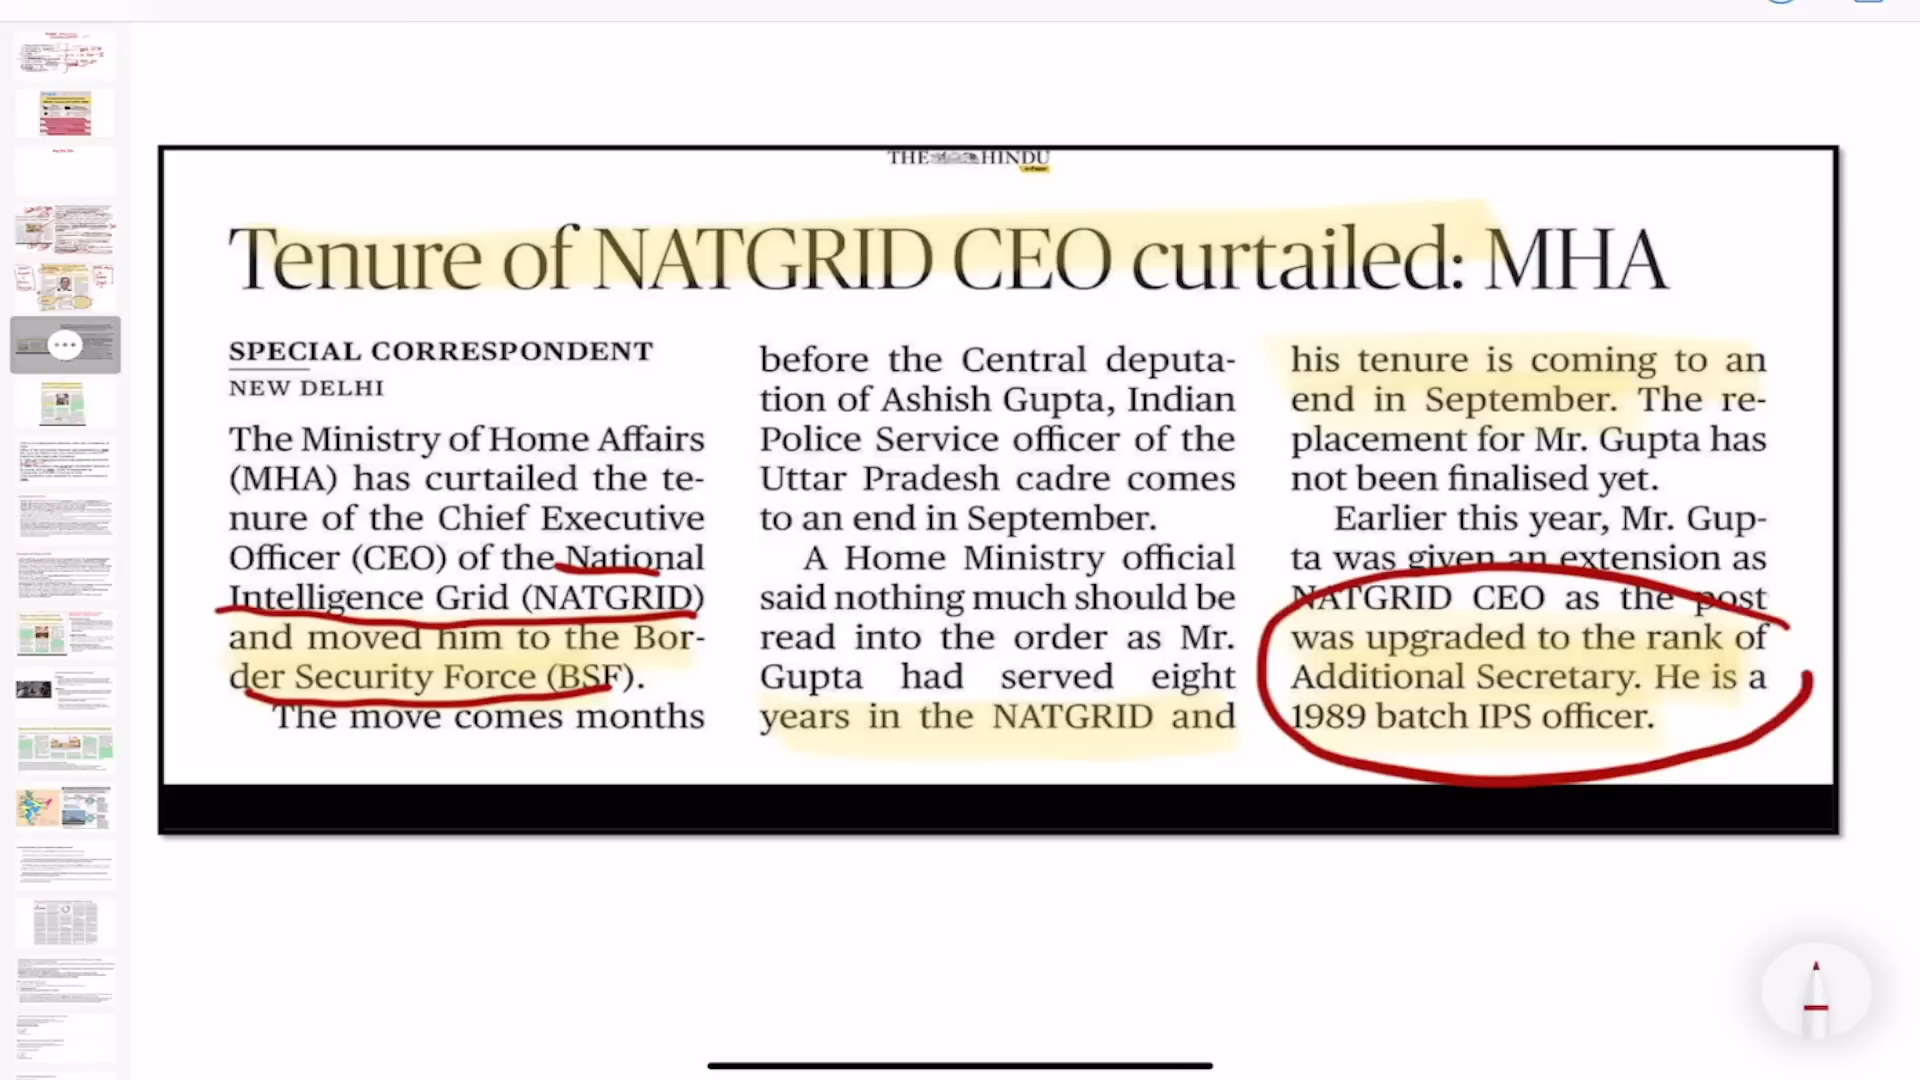 THE HINDU
e-Paper
Tenure of NATGRID CEO curtailed: MHA
SPECIAL CORRESPONDENT
NEW DELHI
The Ministry of Home Affairs
(MHA) has curtailed the te-
nure of the Chief Executive
Officer (CEO) of the National
Intelligence Grid (NATGRID)
and moved him to the Bor-
der Security Force (BSF).
The move comes months
before the Central deputa-
tion of Ashish Gupta, Indian
Police Service officer of the
Uttar Pradesh cadre comes
to an end in September.
A Home Ministry official
said nothing much should be
read into the order as Mr.
Gupta had served eight
years in the NATGRID and
his tenure is coming to an
end in September. The re-
placement for Mr. Gupta has
not been finalised yet.
Earlier this year, Mr. Gup-
ta was given an extension as
NATGRID CEO as the post
was upgraded to the rank of
Additional Secretary. He is a
1989 batch IPS officer.